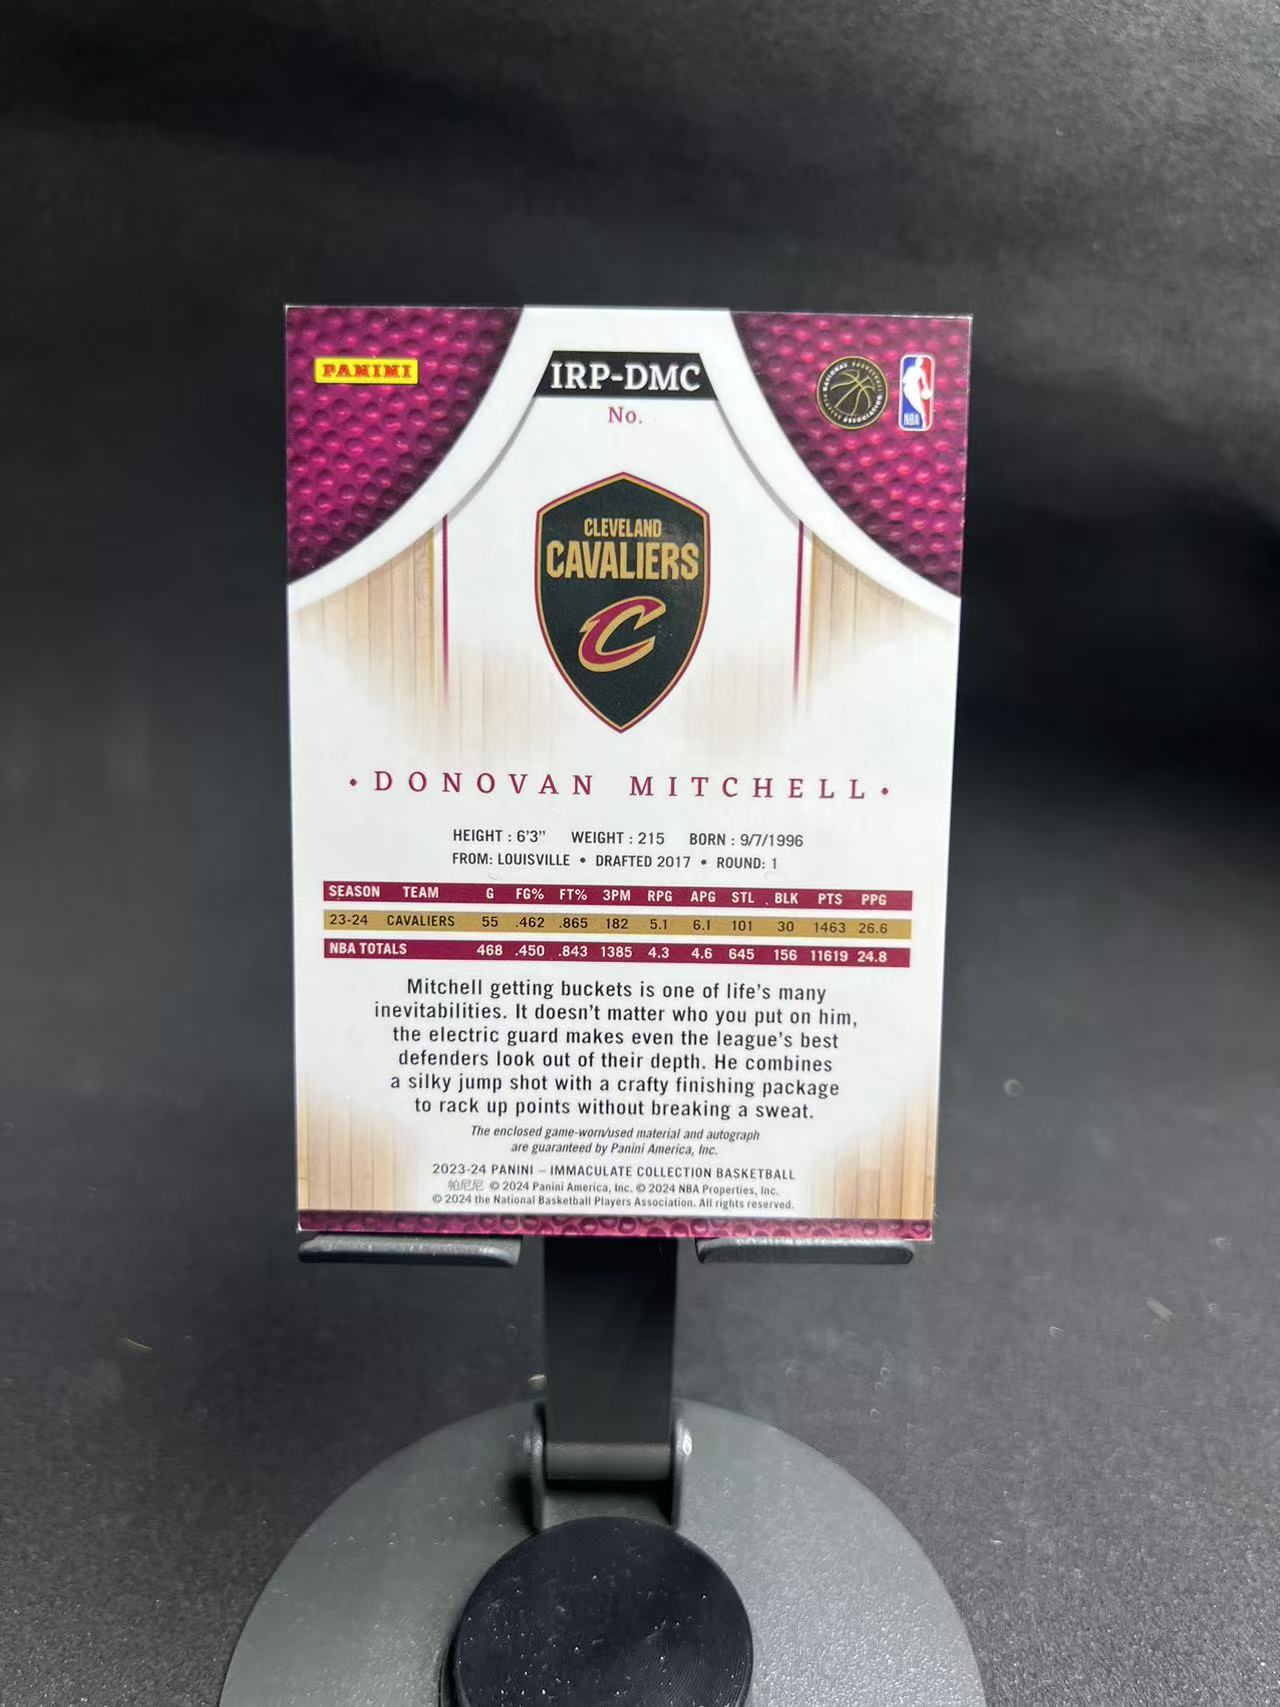 PANINI
IRP-DMC
No.
NATIONAL BASKETBALL
PLAYERS ASSOCIATION
NBA
CLEVELAND
CAVALIERS
C
• DONOVAN MITCHELL •
HEIGHT : 6'3" WEIGHT : 215 BORN : 9/7/1996
FROM: LOUISVILLE • DRAFTED 2017 • ROUND: 1
SEASON TEAM G FG% FT% 3PM RPG APG STL BLK PTS PPG
23-24 CAVALIERS 55 .462 .865 182 5.1 6.1 101 30 1463 26.6
NBA TOTALS 468 .450 .843 1385 4.3 4.6 645 156 11619 24.8
Mitchell getting buckets is one of life's many
inevitabilities. It doesn't matter who you put on him,
the electric guard makes even the league's best
defenders look out of their depth. He combines
a silky jump shot with a crafty finishing package
to rack up points without breaking a sweat.
The enclosed game-worn/used material and autograph
are guaranteed by Panini America, Inc.
2023-24 PANINI – IMMACULATE COLLECTION BASKETBALL
帕尼尼 © 2024 Panini America, Inc. © 2024 NBA Properties, Inc.
© 2024 the National Basketball Players Association. All rights reserved.